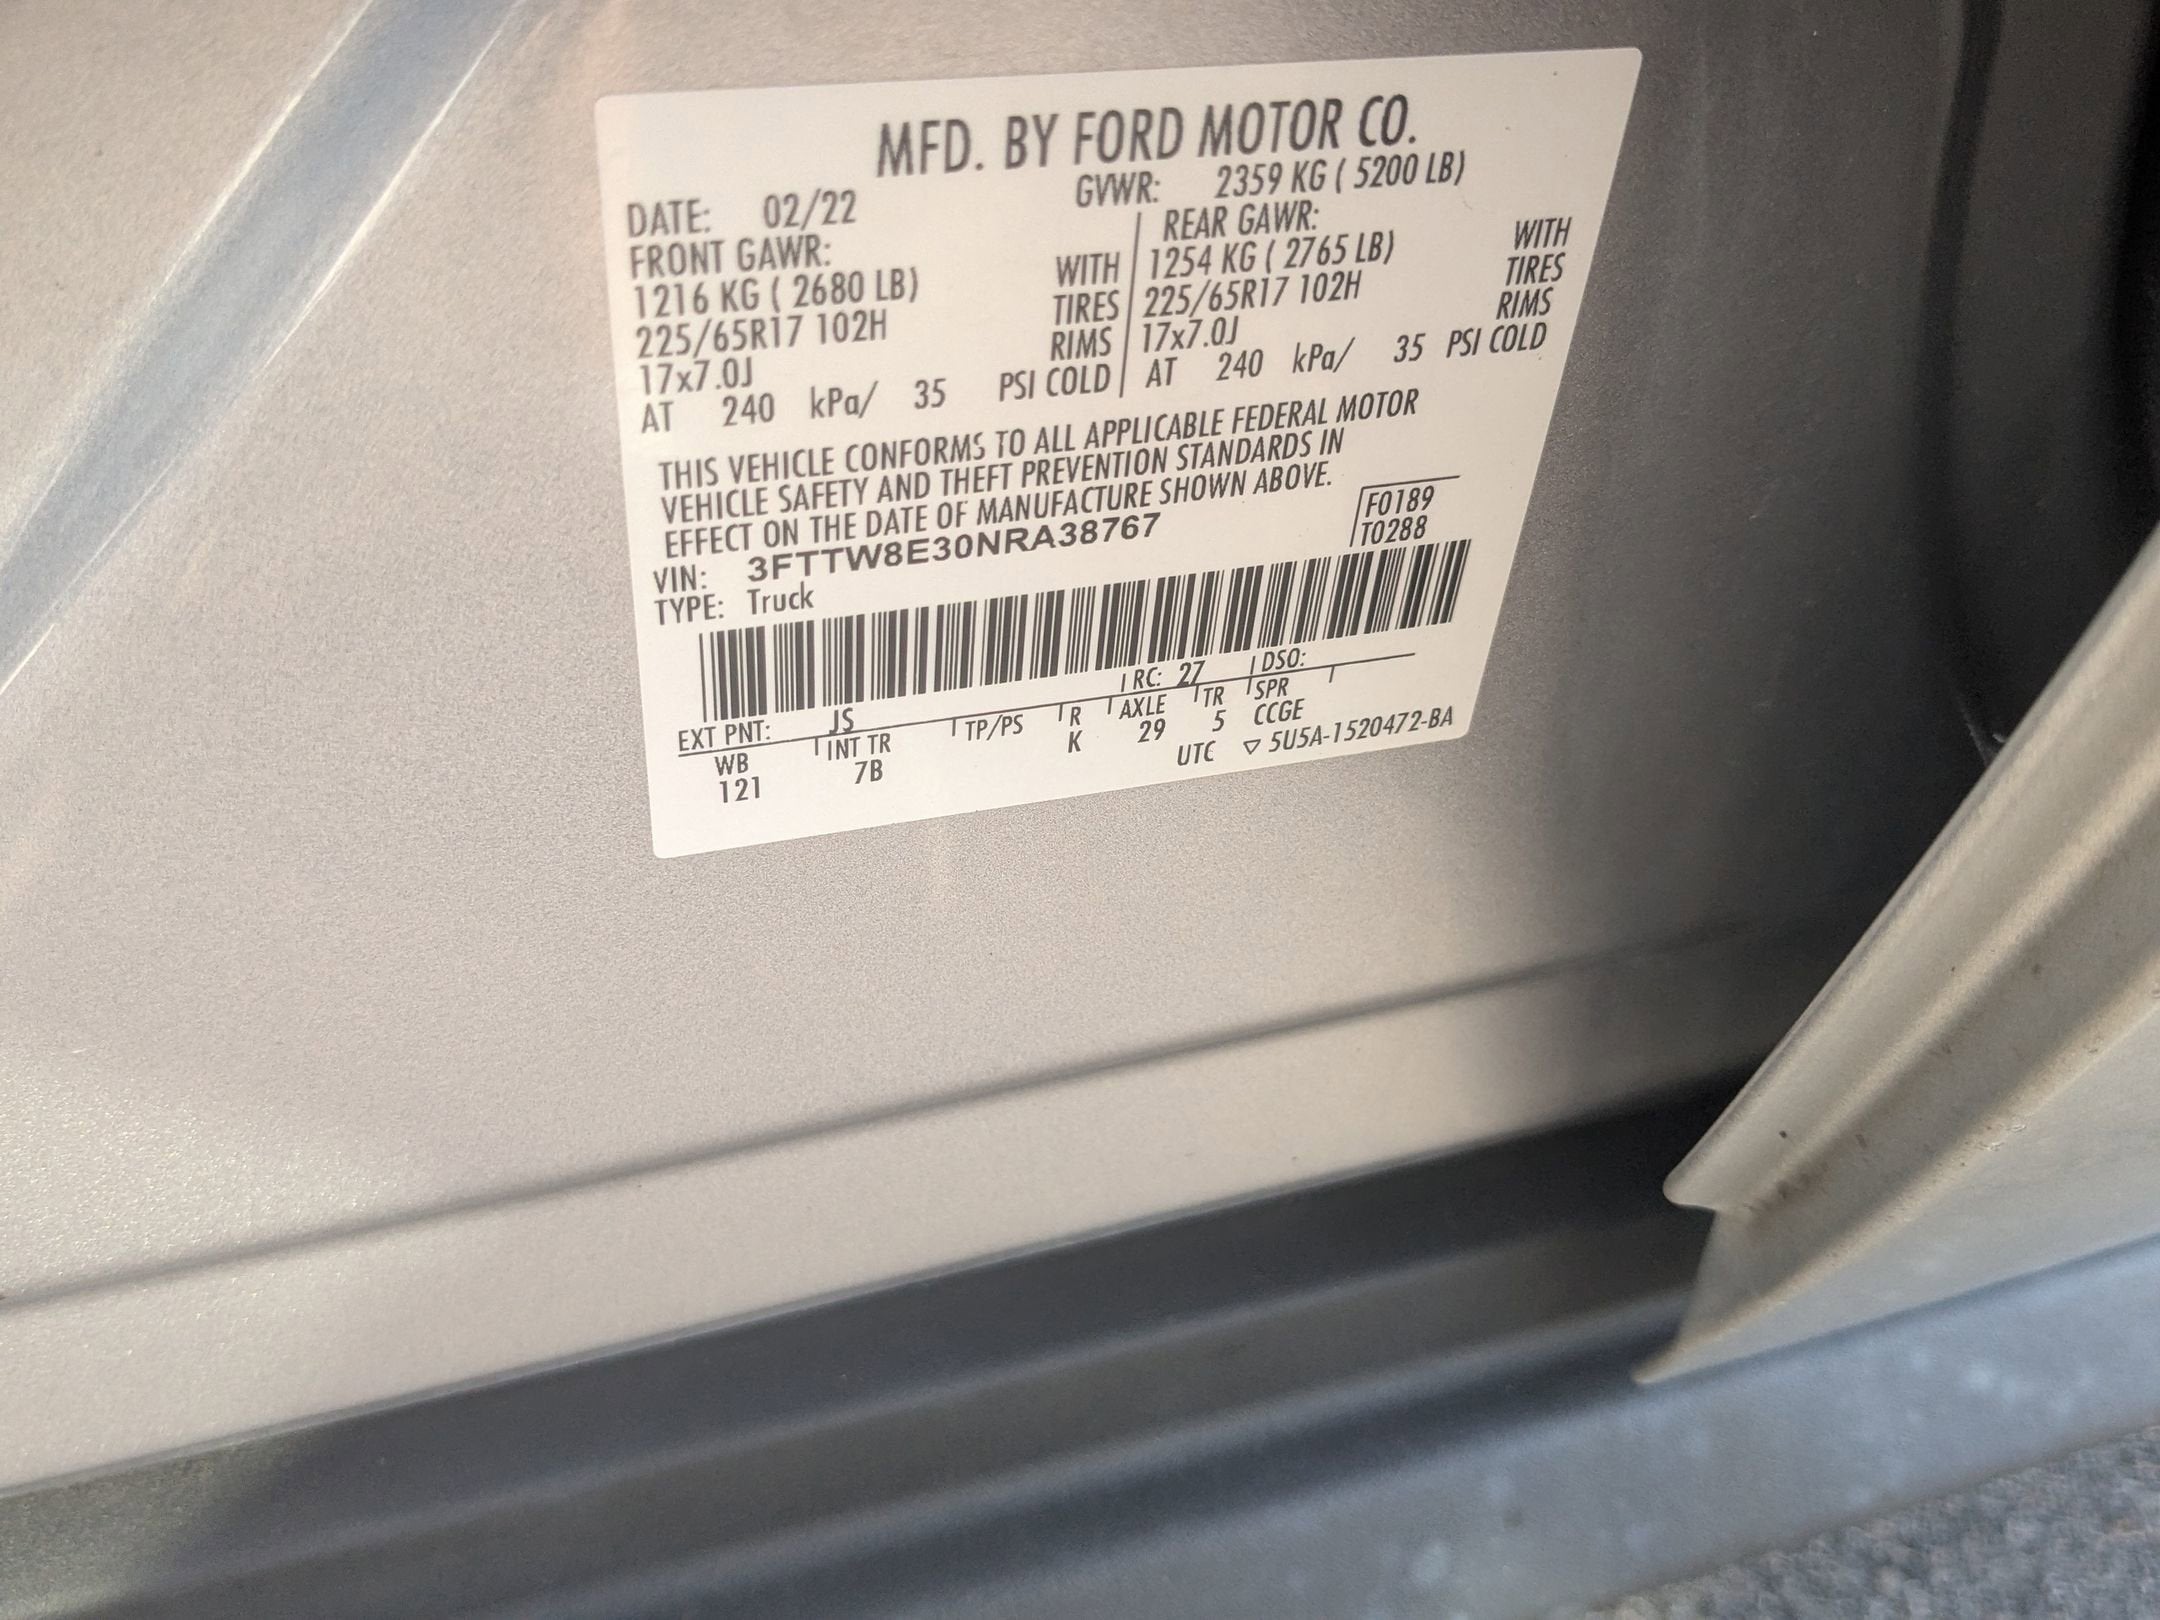 MFD. BY FORD MOTOR CO.
DATE: 02/22 GVWR: 2359 KG ( 5200 LB)
FRONT GAWR: REAR GAWR:
1216 KG ( 2680 LB) WITH 1254 KG ( 2765 LB) WITH
225/65R17 102H TIRES 225/65R17 102H TIRES
17x7.0J RIMS 17x7.0J RIMS
AT 240 kPa/ 35 PSI COLD AT 240 kPa/ 35 PSI COLD
THIS VEHICLE CONFORMS TO ALL APPLICABLE FEDERAL MOTOR
VEHICLE SAFETY AND THEFT PREVENTION STANDARDS IN
EFFECT ON THE DATE OF MANUFACTURE SHOWN ABOVE.
F0189
VIN: 3FTTW8E30NRA38767 T0288
TYPE: Truck
EXT PNT: JS RC: 27 DSO:
WB INT TR TP/PS R AXLE TR SPR
121 7B K 29 5 CCGE
UTC ▽ 5U5A-1520472-BA